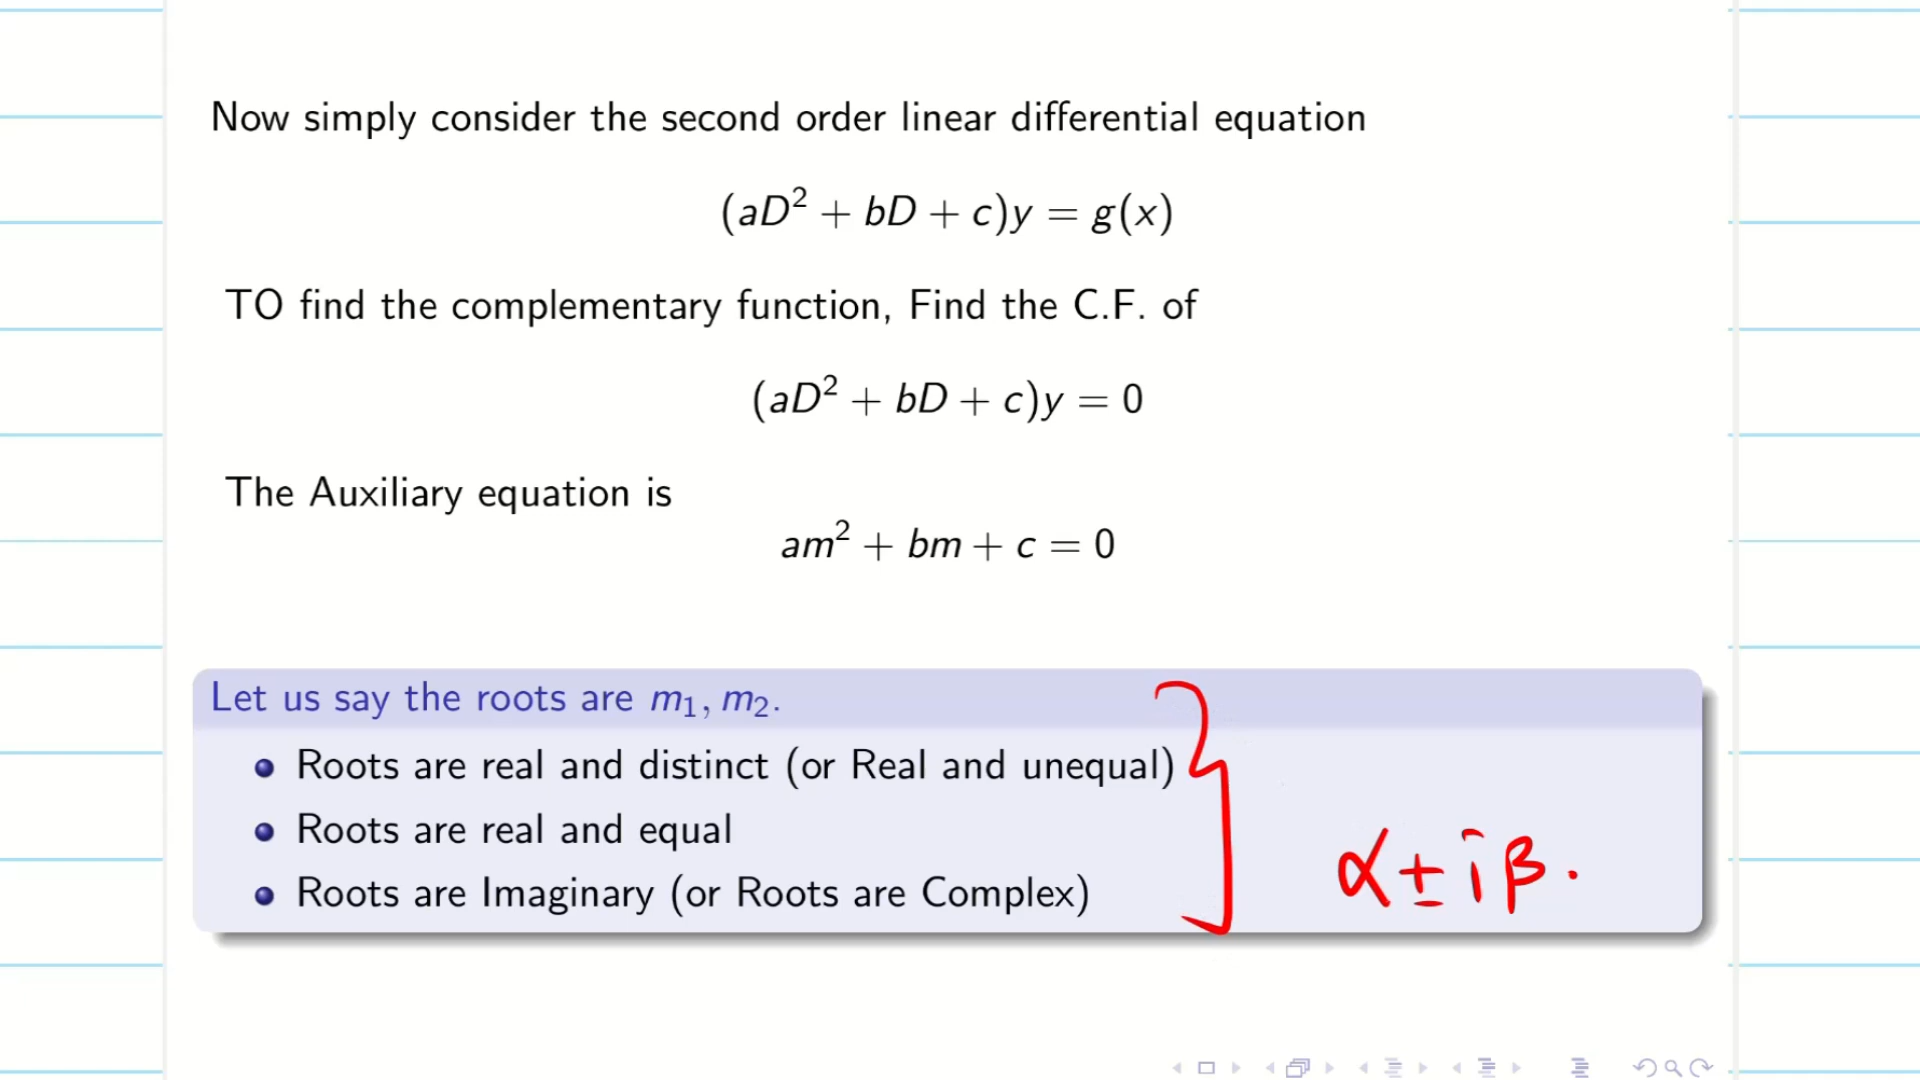 Now simply consider the second order linear differential equation
(aD² + bD + c)y = g(x)
TO find the complementary function, Find the C.F. of
(aD² + bD + c)y = 0
The Auxiliary equation is
am² + bm + c = 0
Let us say the roots are m₁, m₂.
Roots are real and distinct (or Real and unequal)
Roots are real and equal
Roots are Imaginary (or Roots are Complex)
α ± iβ.